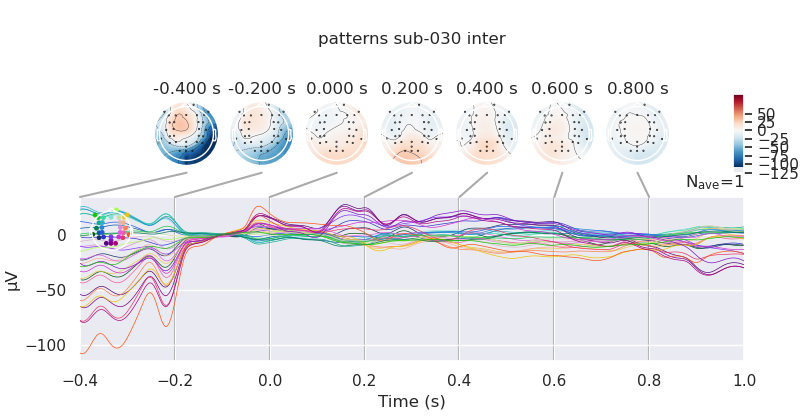 patterns sub-030 inter
-0.400 s -0.200 s 0.000 s 0.200 s 0.400 s 0.600 s 0.800 s
50
25
0
−25
−50
−75
−100
−125
Nave=1
0
−50
−100
µV
−0.4 −0.2 0.0 0.2 0.4 0.6 0.8 1.0
Time (s)